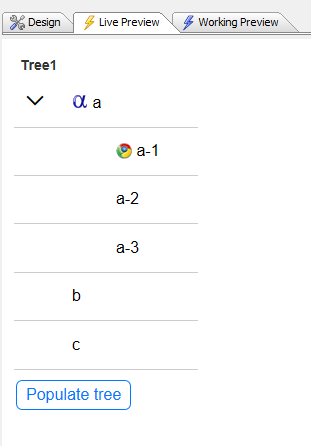 Design Live Preview Working Preview
Tree1
α a
a-1
a-2
a-3
b
c
Populate tree